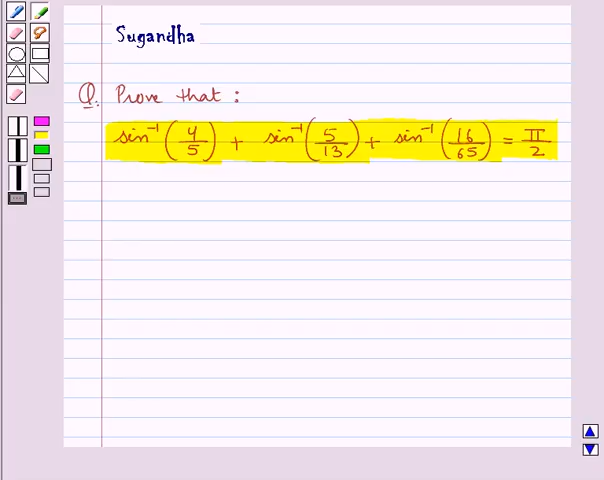 Sugandha
Q. Prove that :
sin⁻¹(4/5) + sin⁻¹(5/13) + sin⁻¹(16/65) = π/2